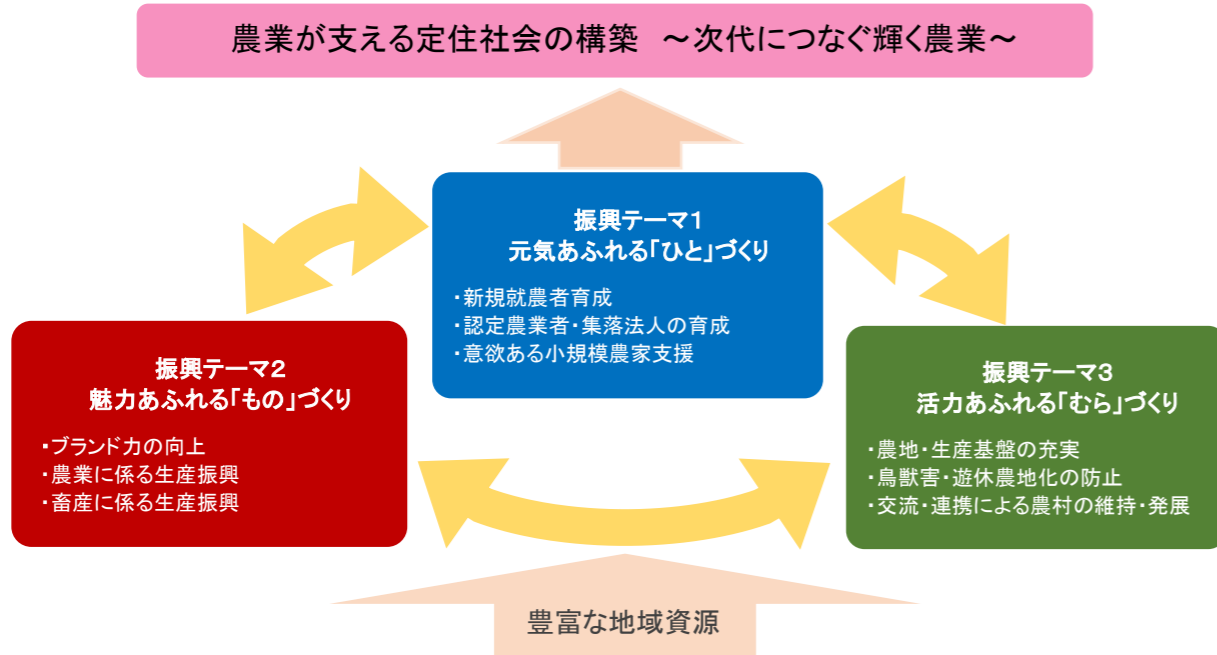 農業が支える定住社会の構築　～次代につなぐ輝く農業～
振興テーマ１
元気あふれる「ひと」づくり
・新規就農者育成
・認定農業者・集落法人の育成
・意欲ある小規模農家支援
振興テーマ２
魅力あふれる「もの」づくり
・ブランド力の向上
・農業に係る生産振興
・畜産に係る生産振興
振興テーマ３
活力あふれる「むら」づくり
・農地・生産基盤の充実
・鳥獣害・遊休農地化の防止
・交流・連携による農村の維持・発展
豊富な地域資源